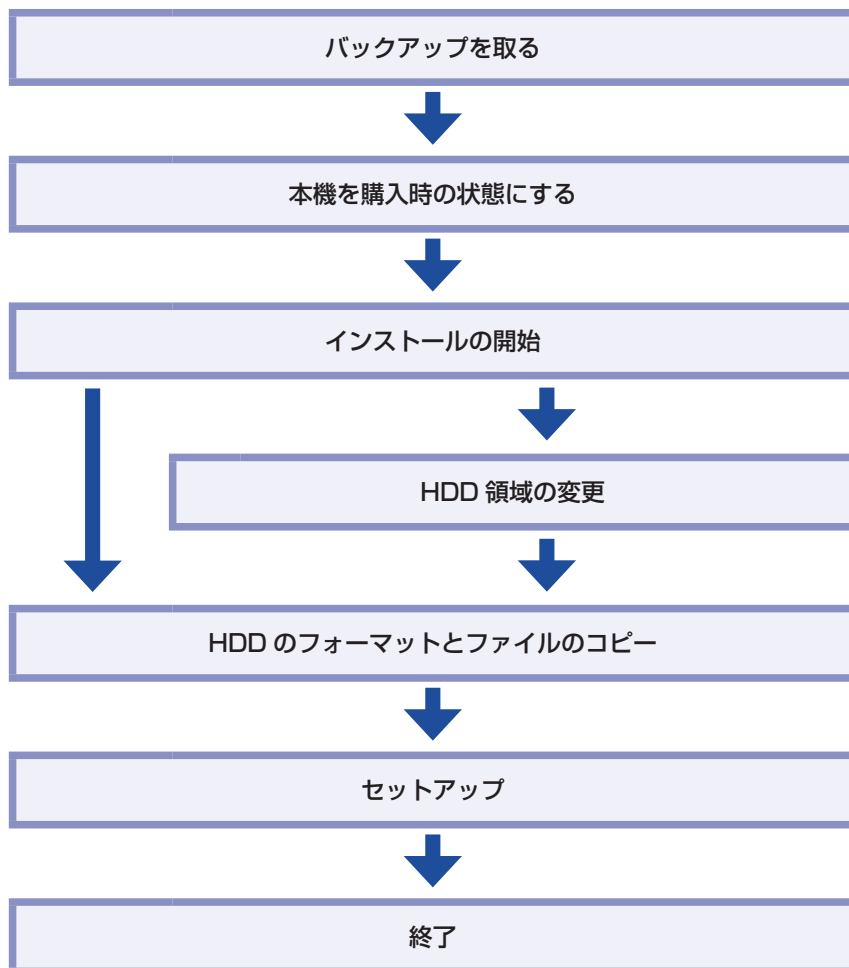 バックアップを取る
本機を購入時の状態にする
インストールの開始
HDD 領域の変更
HDD のフォーマットとファイルのコピー
セットアップ
終了